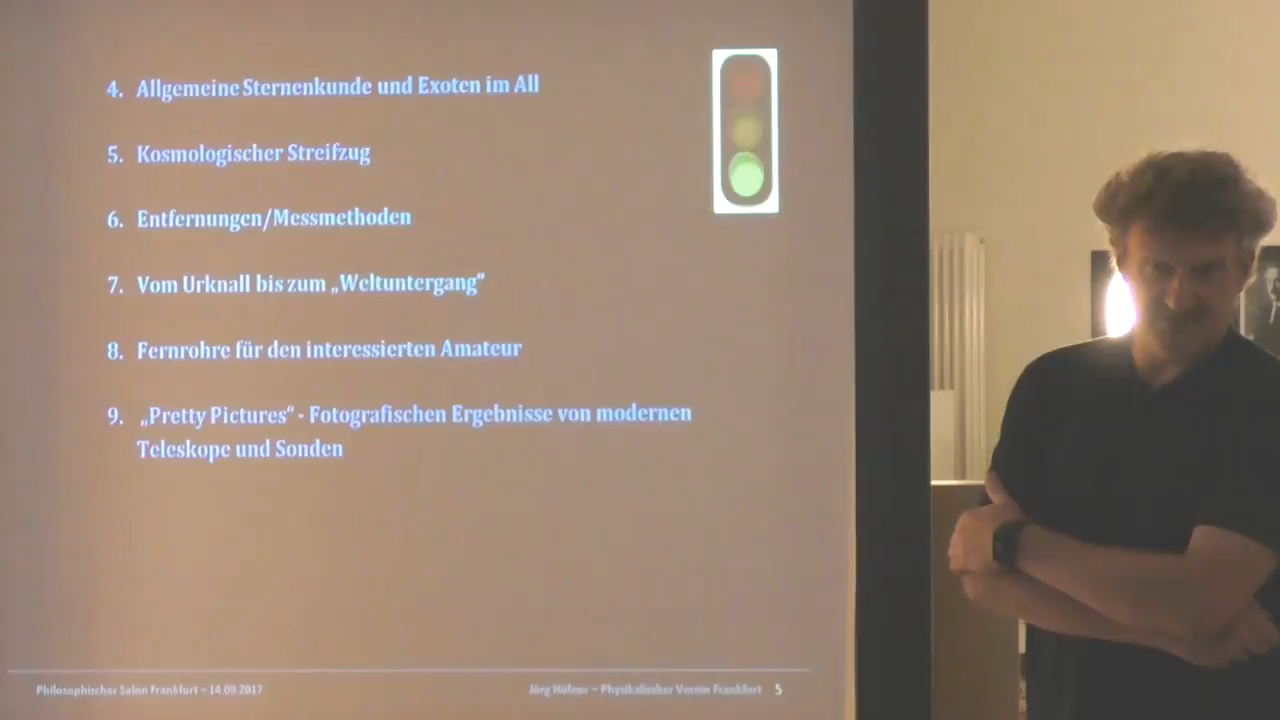 4. Allgemeine Sternenkunde und Exoten im All
5. Kosmologischer Streifzug
6. Entfernungen/Messmethoden
7. Vom Urknall bis zum „Weltuntergang“
8. Fernrohre für den interessierten Amateur
9. „Pretty Pictures“ - Fotografischen Ergebnisse von modernen
Teleskope und Sonden
Philosophischer Salon Frankfurt – 14.09.2017
Jörg – Physikalischer Verein Frankfurt 5